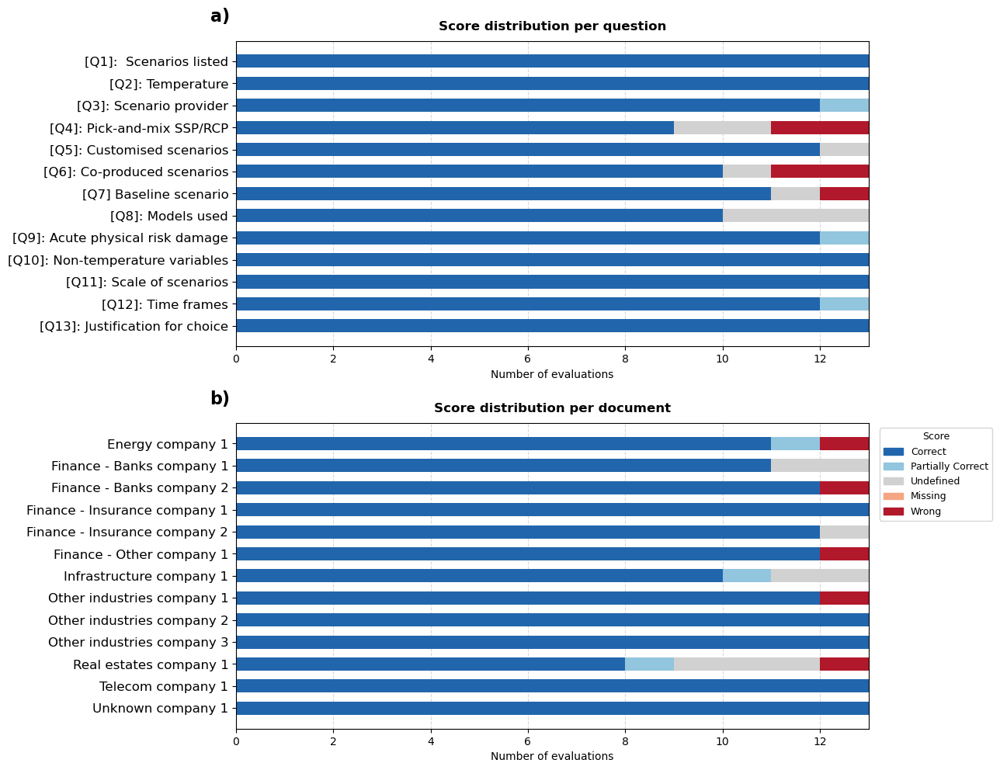 a)
Score distribution per question
[Q1]:  Scenarios listed
[Q2]: Temperature
[Q3]: Scenario provider
[Q4]: Pick-and-mix SSP/RCP
[Q5]: Customised scenarios
[Q6]: Co-produced scenarios
[Q7] Baseline scenario
[Q8]: Models used
[Q9]: Acute physical risk damage
[Q10]: Non-temperature variables
[Q11]: Scale of scenarios
[Q12]: Time frames
[Q13]: Justification for choice
0 2 4 6 8 10 12
Number of evaluations
b)
Score distribution per document
Energy company 1
Finance - Banks company 1
Finance - Banks company 2
Finance - Insurance company 1
Finance - Insurance company 2
Finance - Other company 1
Infrastructure company 1
Other industries company 1
Other industries company 2
Other industries company 3
Real estates company 1
Telecom company 1
Unknown company 1
0 2 4 6 8 10 12
Number of evaluations
Score
Correct
Partially Correct
Undefined
Missing
Wrong